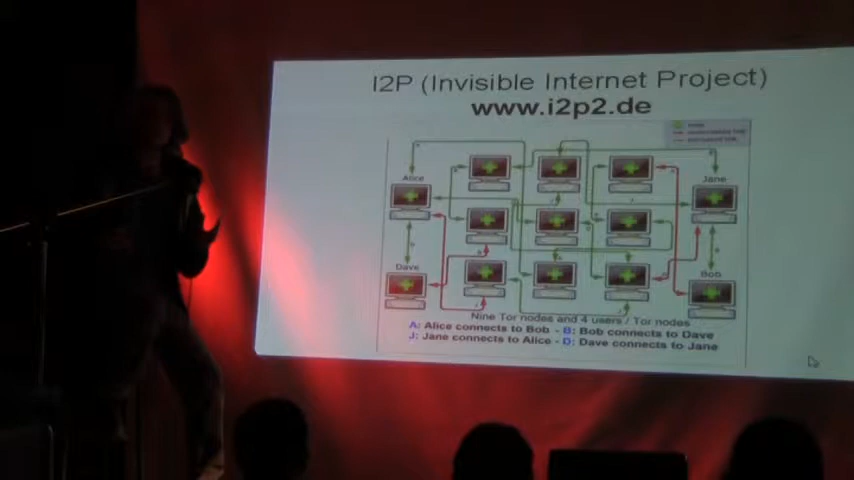 I2P (Invisible Internet Project)
www.i2p2.de
Alice
Jane
Dave
Bob
Nine Tor nodes and 4 users / Tor nodes
A: Alice connects to Bob - B: Bob connects to Dave
J: Jane connects to Alice - D: Dave connects to Jane